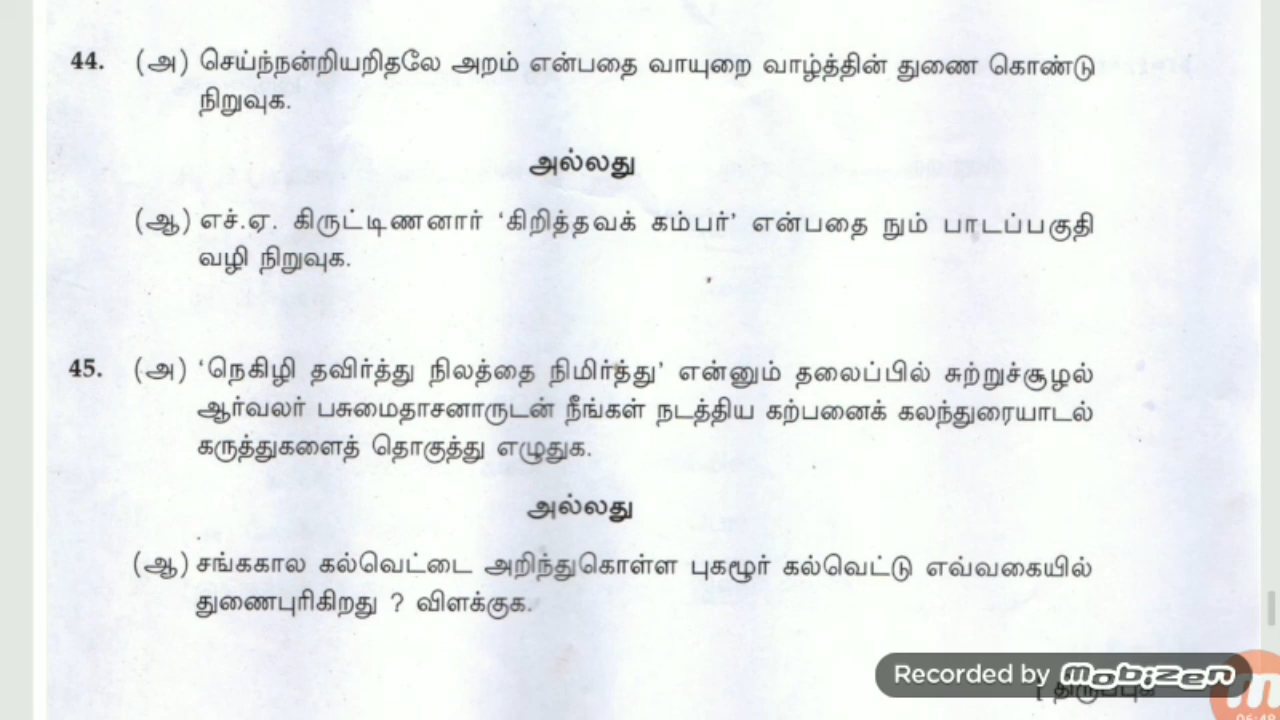 44. (அ) செய்ந்நன்றியறிதலே அறம் என்பதை வாயுறை வாழ்த்தின் துணை கொண்டு
நிறுவுக.
அல்லது
(ஆ) எச்.ஏ. கிருட்டிணனார் ‘கிறித்தவக் கம்பர்’ என்பதை நும் பாடப்பகுதி
வழி நிறுவுக.
45. (அ) ‘நெகிழி தவிர்த்து நிலத்தை நிமிர்த்து’ என்னும் தலைப்பில் சுற்றுச்சூழல்
ஆர்வலர் பசுமைதாசனாருடன் நீங்கள் நடத்திய கற்பனைக் கலந்துரையாடல்
கருத்துகளைத் தொகுத்து எழுதுக.
அல்லது
(ஆ) சங்ககால கல்வெட்டை அறிந்துகொள்ள புகழூர் கல்வெட்டு எவ்வகையில்
துணைபுரிகிறது ? விளக்குக.
Recorded by Mobizen